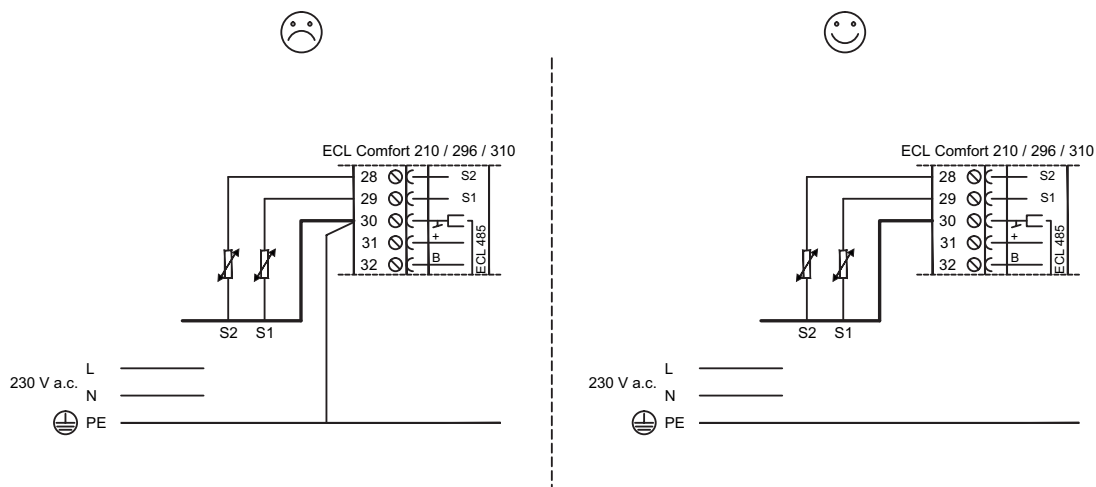 ECL Comfort 210 / 296 / 310
28 S2
29 S1
30
31 +
32 B
ECL 485
S2 S1
L
230 V a.c.
N
PE
ECL Comfort 210 / 296 / 310
28 S2
29 S1
30
31 +
32 B
ECL 485
S2 S1
L
230 V a.c.
N
PE